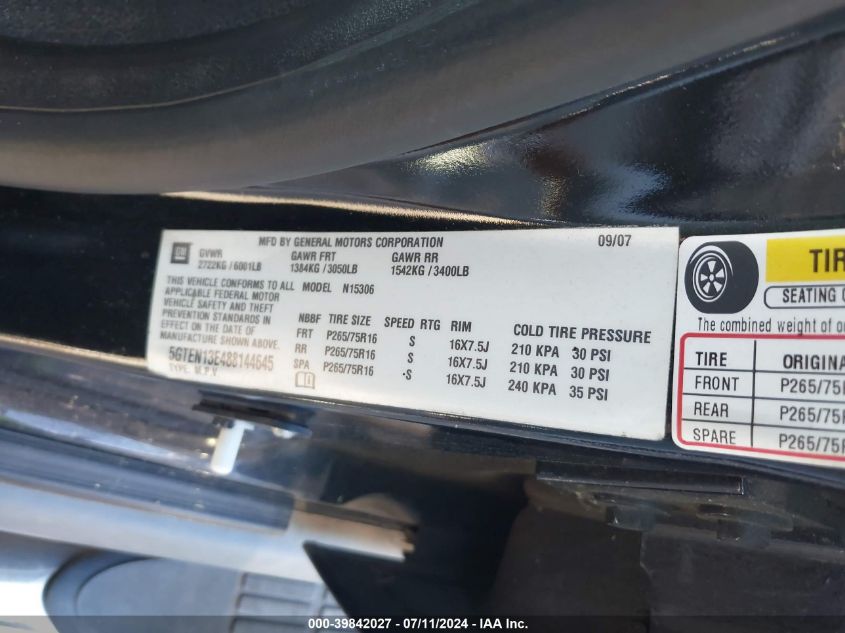 GM
MFD BY GENERAL MOTORS CORPORATION 09/07
GVWR GAWR FRT GAWR RR
2722KG / 6001LB 1384KG / 3050LB 1542KG / 3400LB
THIS VEHICLE CONFORMS TO ALL MODEL N15306
APPLICABLE FEDERAL MOTOR
VEHICLE SAFETY AND THEFT
PREVENTION STANDARDS IN
EFFECT ON THE DATE OF
MANUFACTURE SHOWN ABOVE.
5GTEN13E488144645
TYPE: M.P.V.
NBBF TIRE SIZE SPEED RTG RIM COLD TIRE PRESSURE
FRT P265/75R16 S 16X7.5J 210 KPA 30 PSI
RR P265/75R16 S 16X7.5J 210 KPA 30 PSI
SPA P265/75R16 S 16X7.5J 240 KPA 35 PSI
TIR
SEATING C
The combined weight of
TIRE ORIGINA
FRONT P265/75
REAR P265/75
SPARE P265/75
000-39842027 - 07/11/2024 - IAA Inc.